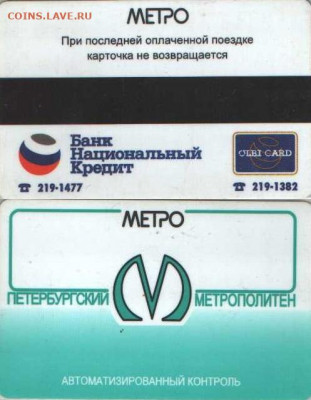 COINS.LAVE.RU
МЕТРО
При последней оплаченной поездке
карточка не возвращается
Банк
Национальный
Кредит
OLEI CARD
☎ 219-1477
☎ 219-1382
МЕТРО
ПЕТЕРБУРГСКИЙ М МЕТРОПОЛИТЕН
АВТОМАТИЗИРОВАННЫЙ КОНТРОЛЬ